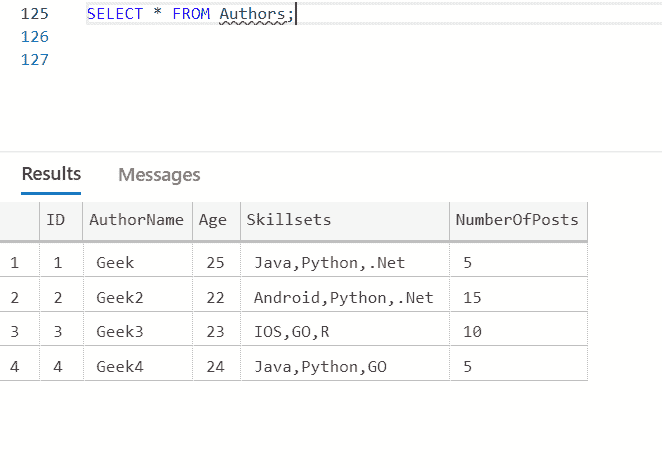 125 SELECT * FROM Authors;
126
127
Results Messages
ID AuthorName Age Skillsets NumberOfPosts
1 1 Geek 25 Java,Python,.Net 5
2 2 Geek2 22 Android,Python,.Net 15
3 3 Geek3 23 IOS,GO,R 10
4 4 Geek4 24 Java,Python,GO 5